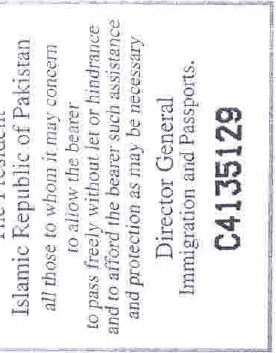 The President
Islamic Republic of Pakistan
all those to whom it may concern
to allow the bearer
to pass freely without let or hindrance
and to afford the bearer such assistance
and protection as may be necessary
Director General
Immigration and Passports.
C4135129